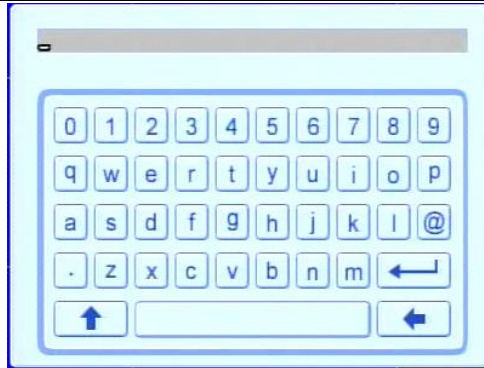 0 1 2 3 4 5 6 7 8 9
q w e r t y u i o p
a s d f g h j k l @
. z x c v b n m